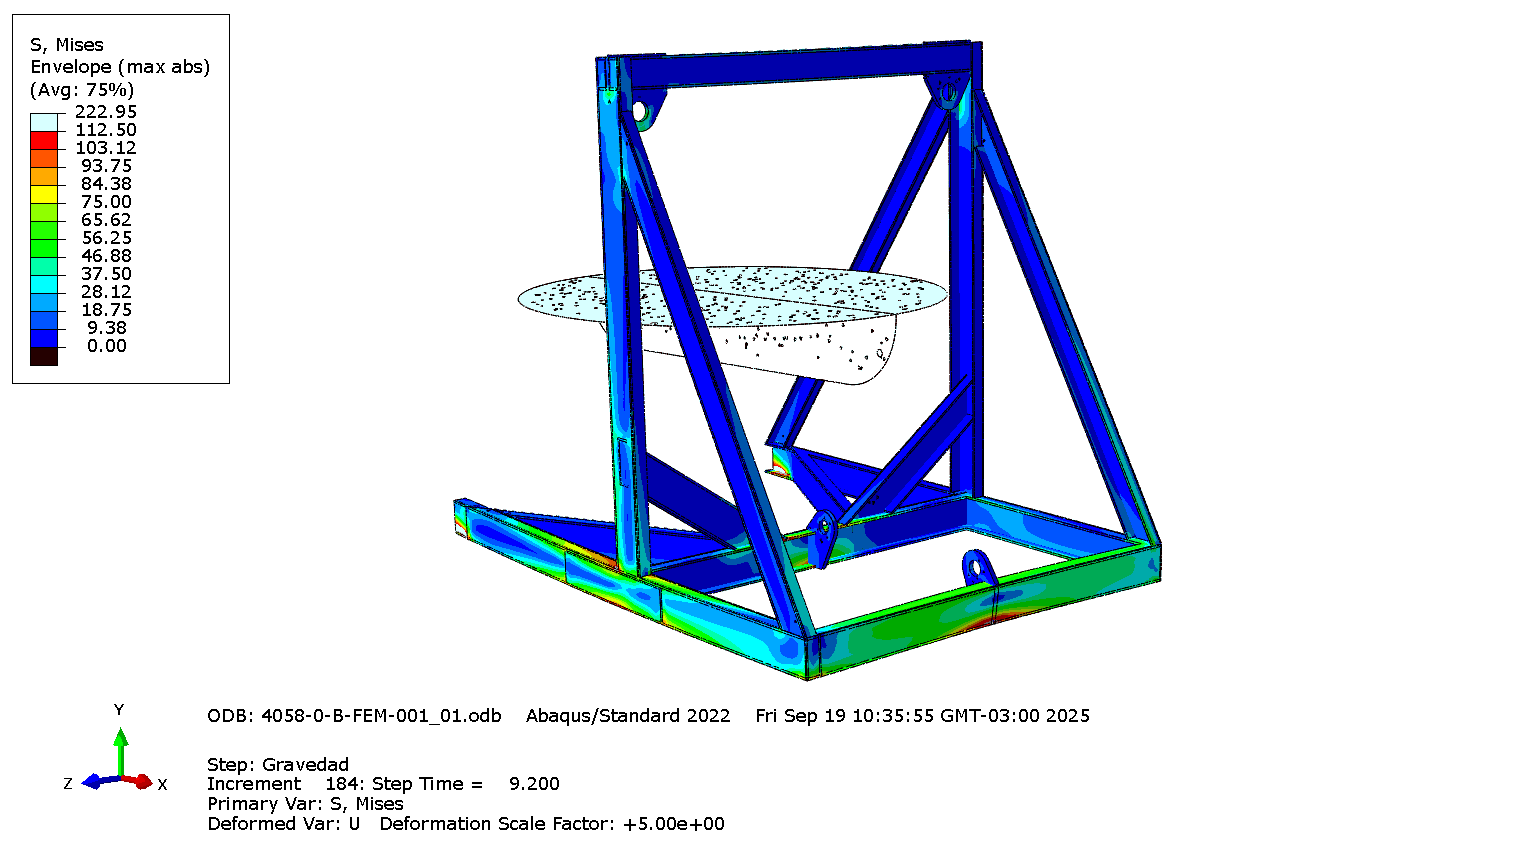 S, Mises
Envelope (max abs)
(Avg: 75%)
222.95
112.50
103.12
93.75
84.38
75.00
65.62
56.25
46.88
37.50
28.12
18.75
9.38
0.00
Y
Z
X
ODB: 4058-0-B-FEM-001_01.odb    Abaqus/Standard 2022    Fri Sep 19 10:35:55 GMT-03:00 2025
Step: Gravedad
Increment    184: Step Time =    9.200
Primary Var: S, Mises
Deformed Var: U   Deformation Scale Factor: +5.00e+00